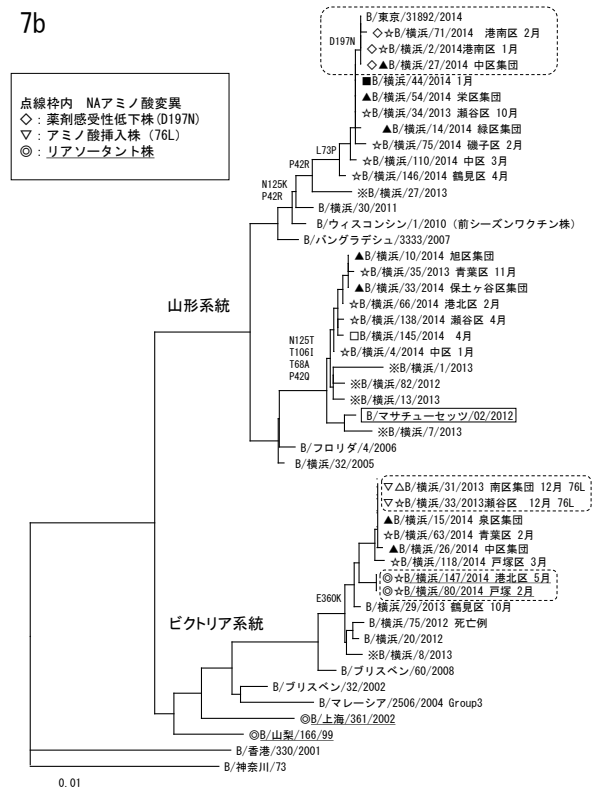 7b
点線枠内　NAアミノ酸変異
◇：薬剤感受性低下株(D197N)
▽：アミノ酸挿入株（76L）
◎：リアソータント株
B/東京/31892/2014
D197N
◇☆B/横浜/71/2014 港南区 2月
◇☆B/横浜/2/2014港南区 1月
◇▲B/横浜/27/2014 中区集団
■B/横浜/44/2014 1月
▲B/横浜/54/2014 栄区集団
☆B/横浜/34/2013 瀬谷区 10月
▲B/横浜/14/2014 緑区集団
L73P
☆B/横浜/75/2014 磯子区 2月
P42R
☆B/横浜/110/2014 中区 3月
☆B/横浜/146/2014 鶴見区 4月
N125K
P42R
※B/横浜/27/2013
B/横浜/30/2011
B/ウィスコンシン/1/2010（前シーズンワクチン株）
B/バングラデシュ/3333/2007
▲B/横浜/10/2014 旭区集団
☆B/横浜/35/2013 青葉区 11月
▲B/横浜/33/2014 保土ヶ谷区集団
山形系統
☆B/横浜/66/2014 港北区 2月
☆B/横浜/138/2014 瀬谷区 4月
□B/横浜/145/2014 4月
N125T
T106I
T68A
P42Q
☆B/横浜/4/2014 中区 1月
※B/横浜/1/2013
※B/横浜/82/2012
※B/横浜/13/2013
B/マサチューセッツ/02/2012
※B/横浜/7/2013
B/フロリダ/4/2006
B/横浜/32/2005
▽△B/横浜/31/2013 南区集団 12月 76L
▽☆B/横浜/33/2013瀬谷区 12月 76L
▲B/横浜/15/2014 泉区集団
☆B/横浜/63/2014 青葉区 2月
▲B/横浜/26/2014 中区集団
☆B/横浜/118/2014 戸塚区 3月
◎☆B/横浜/147/2014 港北区 5月
◎☆B/横浜/80/2014 戸塚 2月
E360K
B/横浜/29/2013 鶴見区 10月
ビクトリア系統
B/横浜/75/2012 死亡例
B/横浜/20/2012
※B/横浜/8/2013
B/ブリスベン/60/2008
B/ブリスベン/32/2002
B/マレーシア/2506/2004 Group3
◎B/上海/361/2002
◎B/山梨/166/99
B/香港/330/2001
B/神奈川/73
0.01